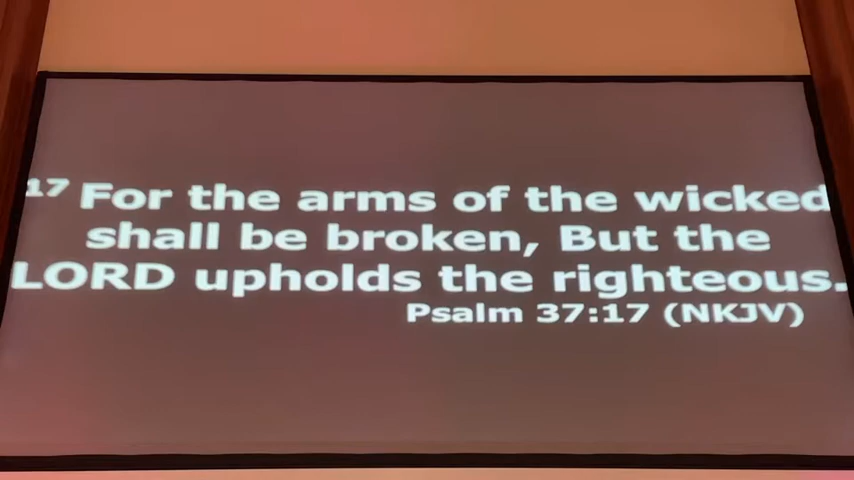 17 For the arms of the wicked
shall be broken, But the
LORD upholds the righteous.
Psalm 37:17 (NKJV)